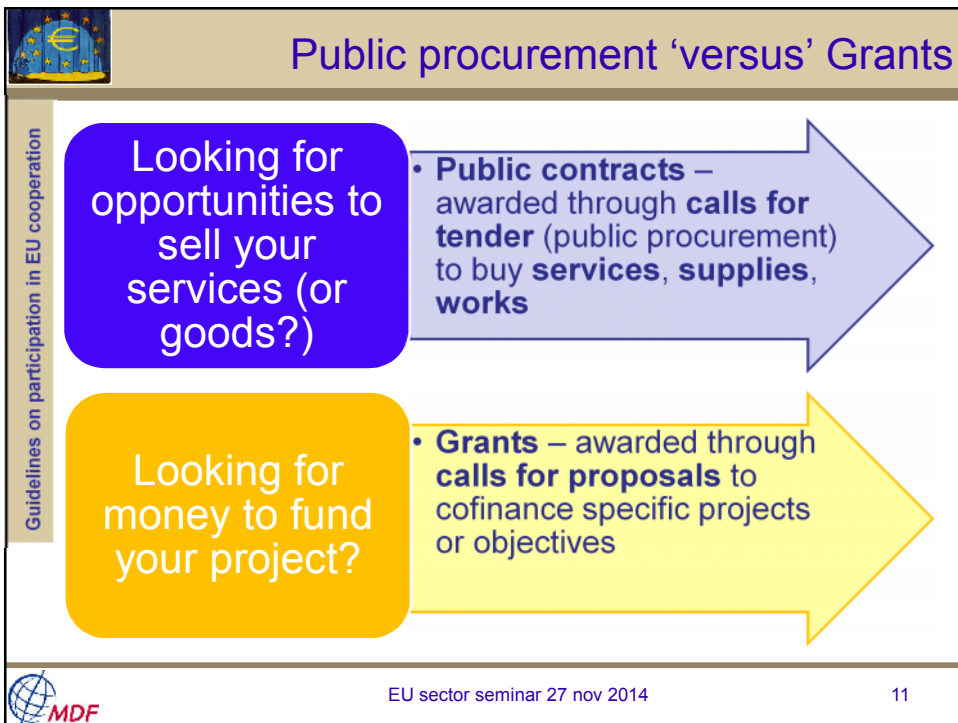 Public procurement ‘versus’ Grants
Guidelines on participation in EU cooperation
Looking for
opportunities to
sell your
services (or
goods?)
• Public contracts –
awarded through calls for
tender (public procurement)
to buy services, supplies,
works
Looking for
money to fund
your project?
• Grants – awarded through
calls for proposals to
cofinance specific projects
or objectives
MDF
EU sector seminar 27 nov 2014
11